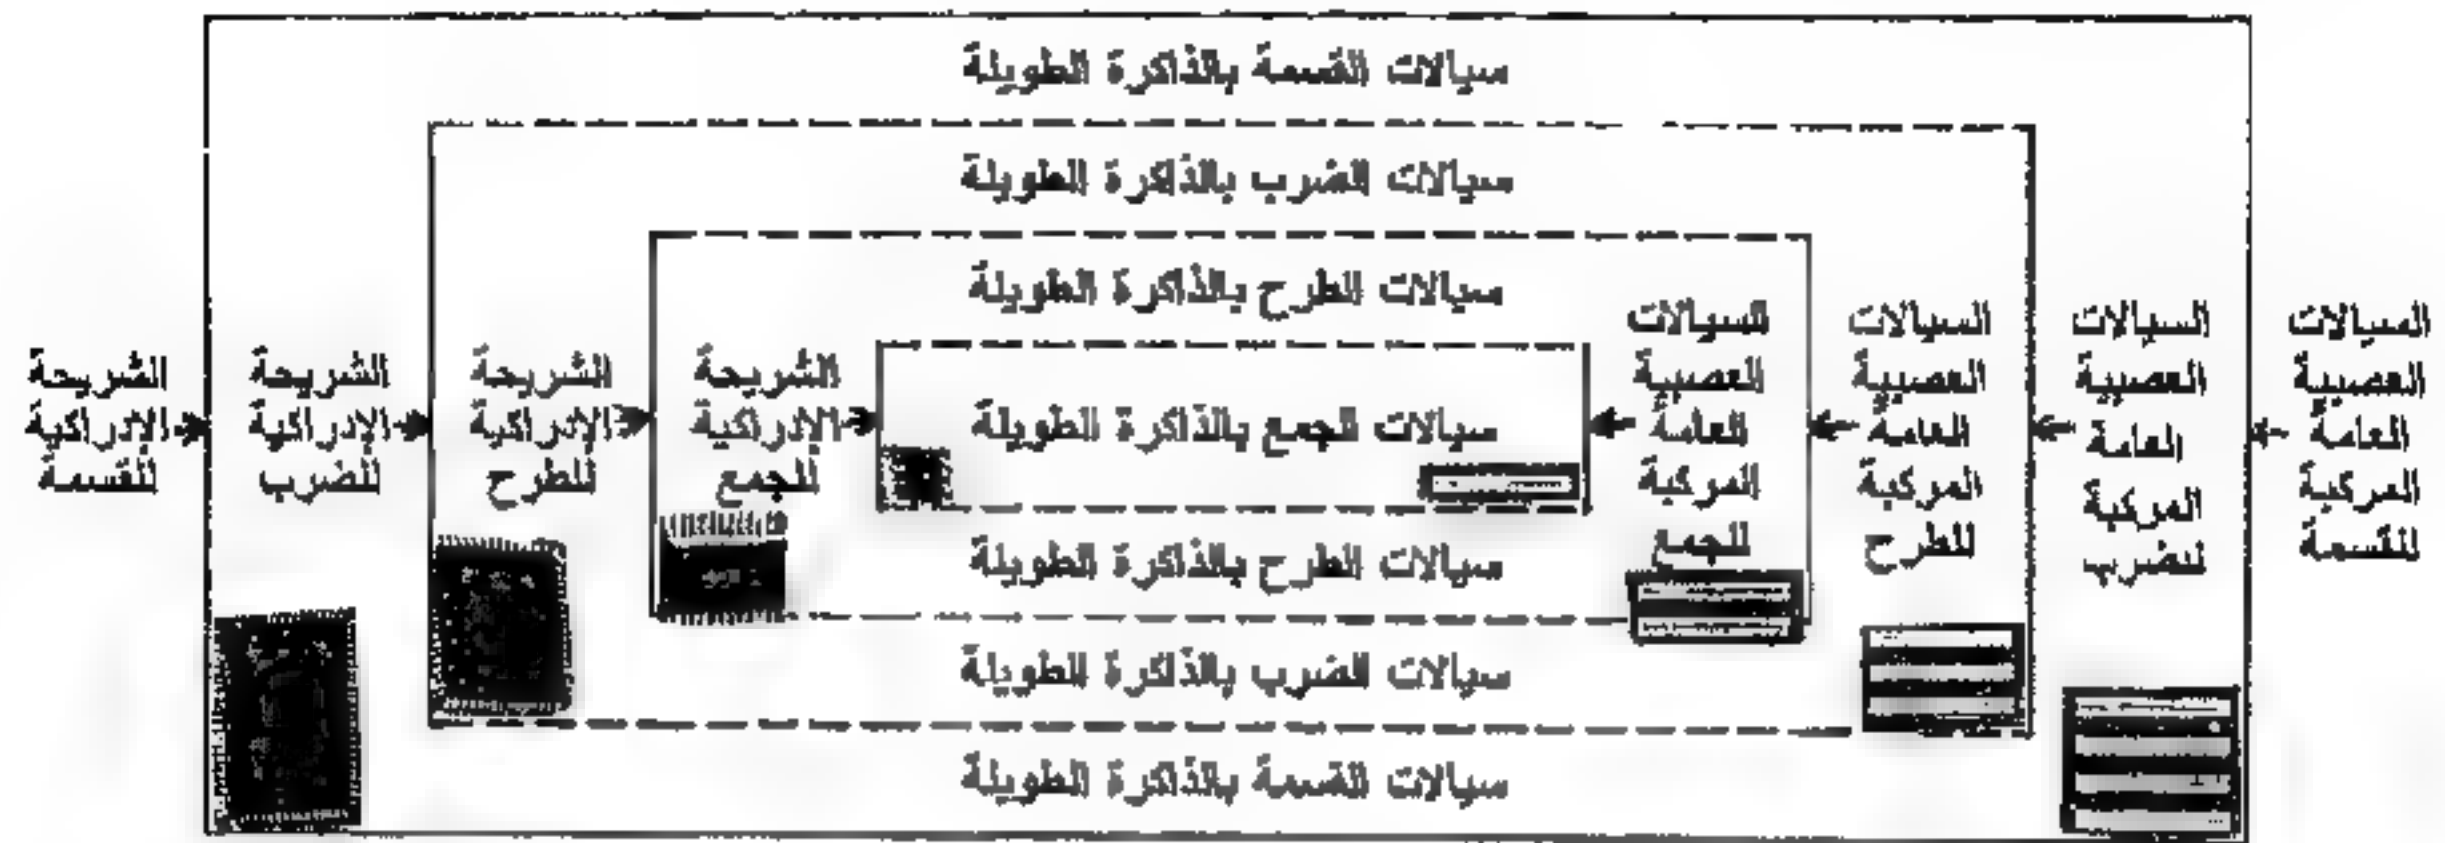 سيالات القسمة بالذاكرة الطويلة
سيالات الضرب بالذاكرة الطويلة
سيالات الطرح بالذاكرة الطويلة
سيالات الجمع بالذاكرة الطويلة
سيالات الطرح بالذاكرة الطويلة
سيالات الضرب بالذاكرة الطويلة
سيالات القسمة بالذاكرة الطويلة
السيالات
العصبية
العامة
المركبة
للقسمة
السيالات
العصبية
العامة
المركبة
للضرب
السيالات
العصبية
العامة
المركبة
للطرح
السيالات
العصبية
العامة
المركبة
للجمع
الشريحة
الإدراكية
للجمع
الشريحة
الإدراكية
للطرح
الشريحة
الإدراكية
للضرب
الشريحة
الإدراكية
للقسمة